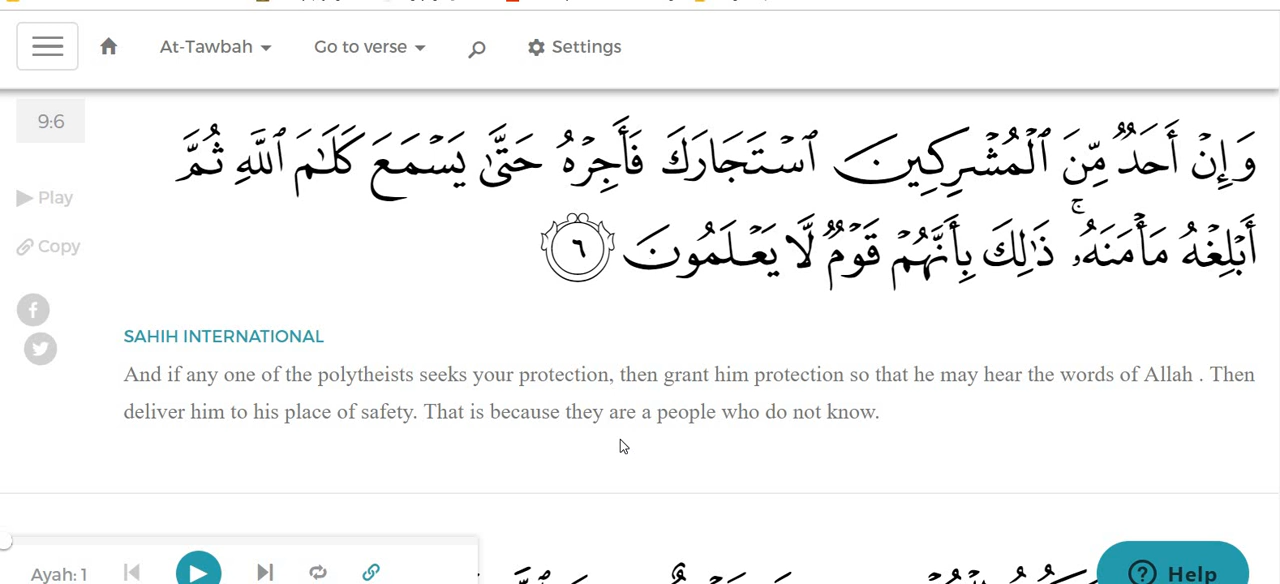 At-Tawbah
Go to verse
Settings
9:6
وَإِنْ أَحَدٌ مِّنَ ٱلْمُشْرِكِينَ ٱسْتَجَارَكَ فَأَجِرْهُ حَتَّىٰ يَسْمَعَ كَلَـٰمَ ٱللَّهِ ثُمَّ
أَبْلِغْهُ مَأْمَنَهُۥ ۚ ذَٰلِكَ بِأَنَّهُمْ قَوْمٌ لَّا يَعْلَمُونَ ٦
Play
Copy
SAHIH INTERNATIONAL
And if any one of the polytheists seeks your protection, then grant him protection so that he may hear the words of Allah . Then
deliver him to his place of safety. That is because they are a people who do not know.
Ayah: 1
Help